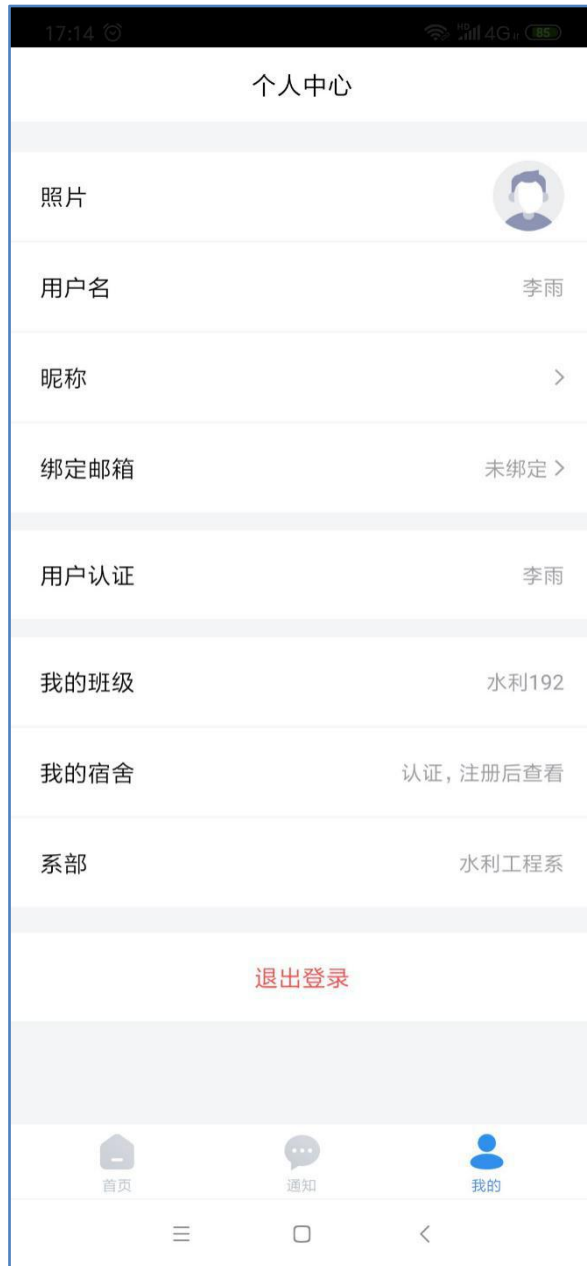 17:14 HD 4G 85
个人中心
照片
用户名 李雨
昵称
绑定邮箱 未绑定
用户认证 李雨
我的班级 水利192
我的宿舍 认证，注册后查看
系部 水利工程系
退出登录
首页 通知 我的